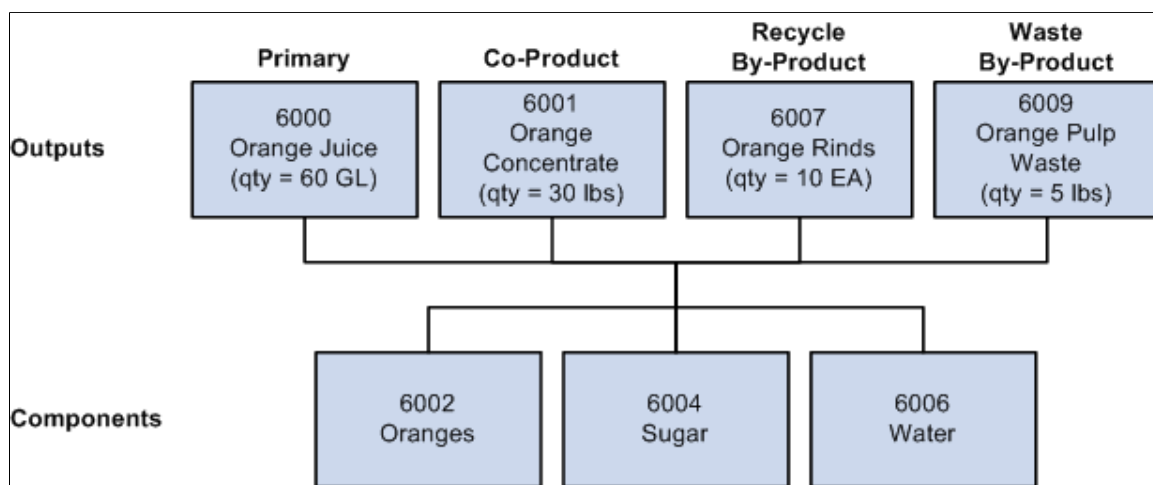 Primary
Co-Product
Recycle
By-Product
Waste
By-Product
Outputs
6000
Orange Juice
(qty = 60 GL)
6001
Orange
Concentrate
(qty = 30 lbs)
6007
Orange Rinds
(qty = 10 EA)
6009
Orange Pulp
Waste
(qty = 5 lbs)
Components
6002
Oranges
6004
Sugar
6006
Water